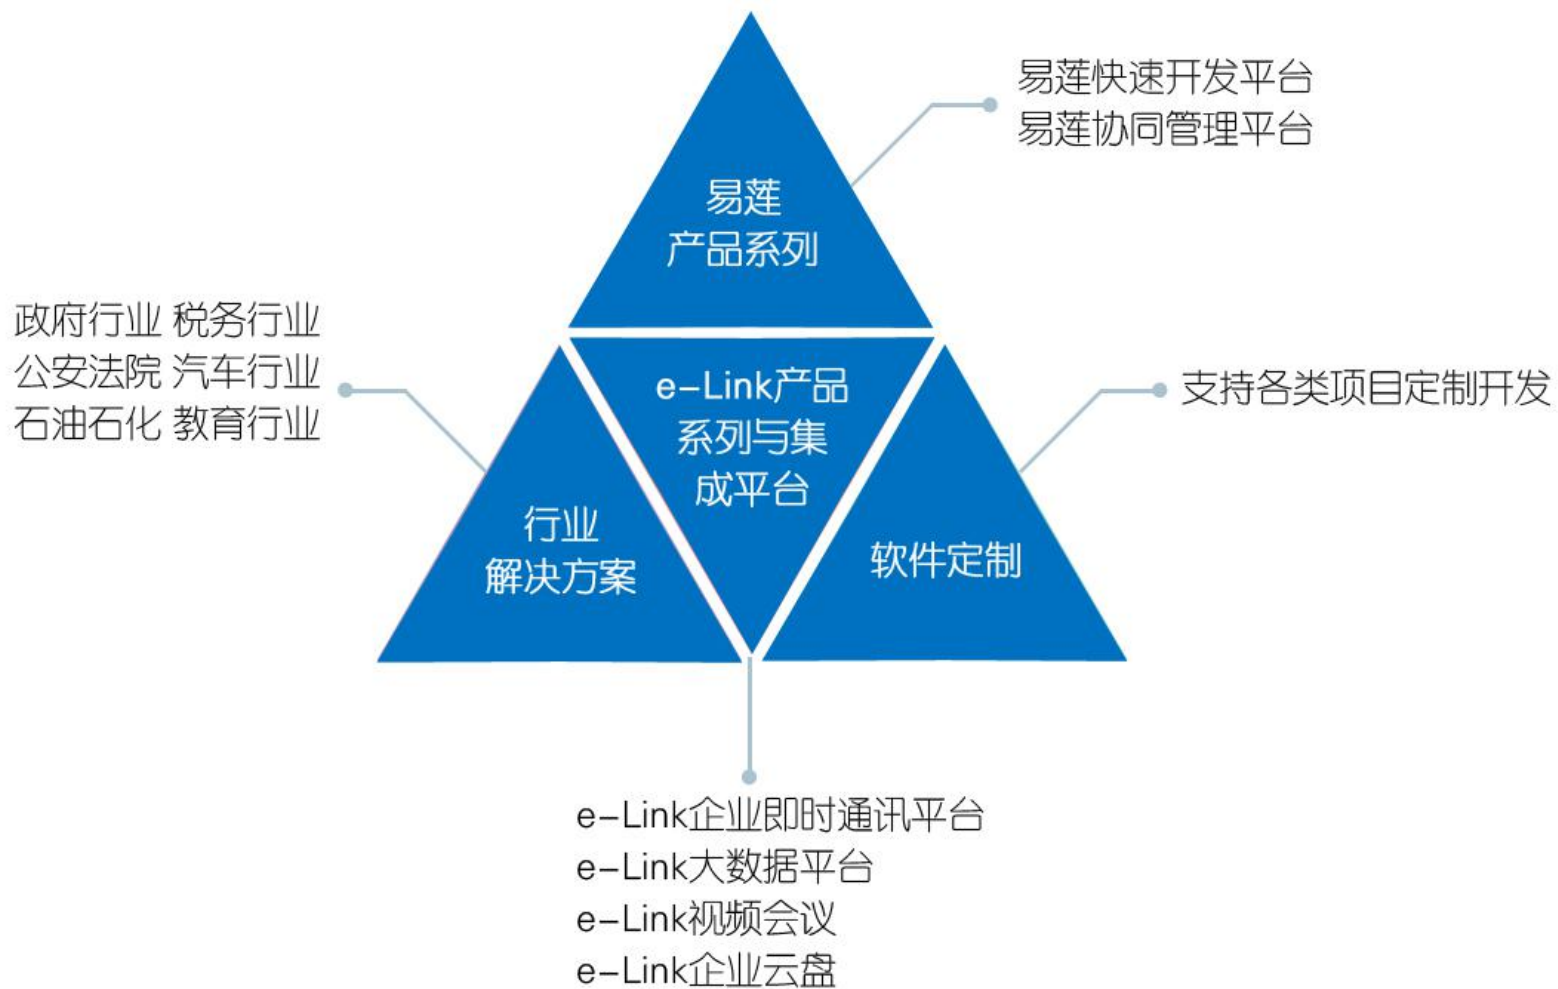 易莲快速开发平台
易莲协同管理平台
易莲
产品系列
政府行业 税务行业
公安法院 汽车行业
石油石化 教育行业
e-Link产品
系列与集
成平台
支持各类项目定制开发
行业
解决方案
软件定制
e-Link企业即时通讯平台
e-Link大数据平台
e-Link视频会议
e-Link企业云盘